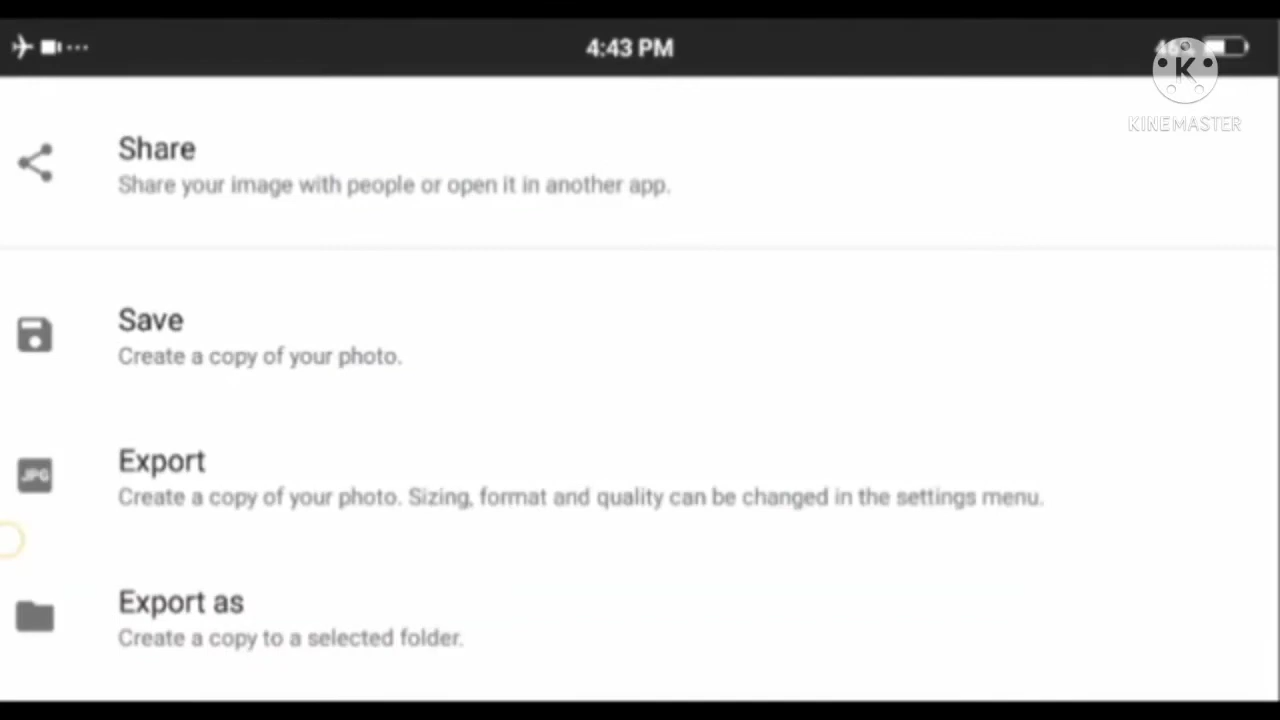 4:43 PM
K
KINEMASTER
Share
Share your image with people or open it in another app.
Save
Create a copy of your photo.
JPG
Export
Create a copy of your photo. Sizing, format and quality can be changed in the settings menu.
Export as
Create a copy to a selected folder.